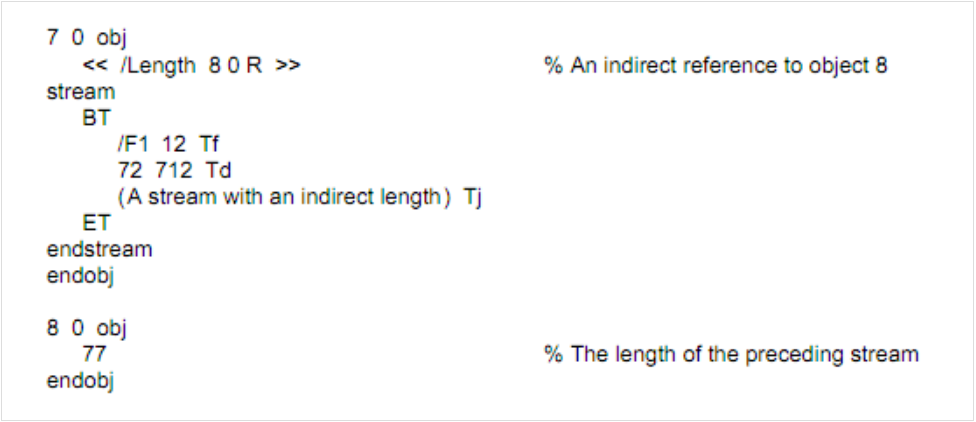 7 0 obj
<< /Length 8 0 R >> % An indirect reference to object 8
stream
BT
/F1 12 Tf
72 712 Td
(A stream with an indirect length) Tj
ET
endstream
endobj
8 0 obj
77 % The length of the preceding stream
endobj